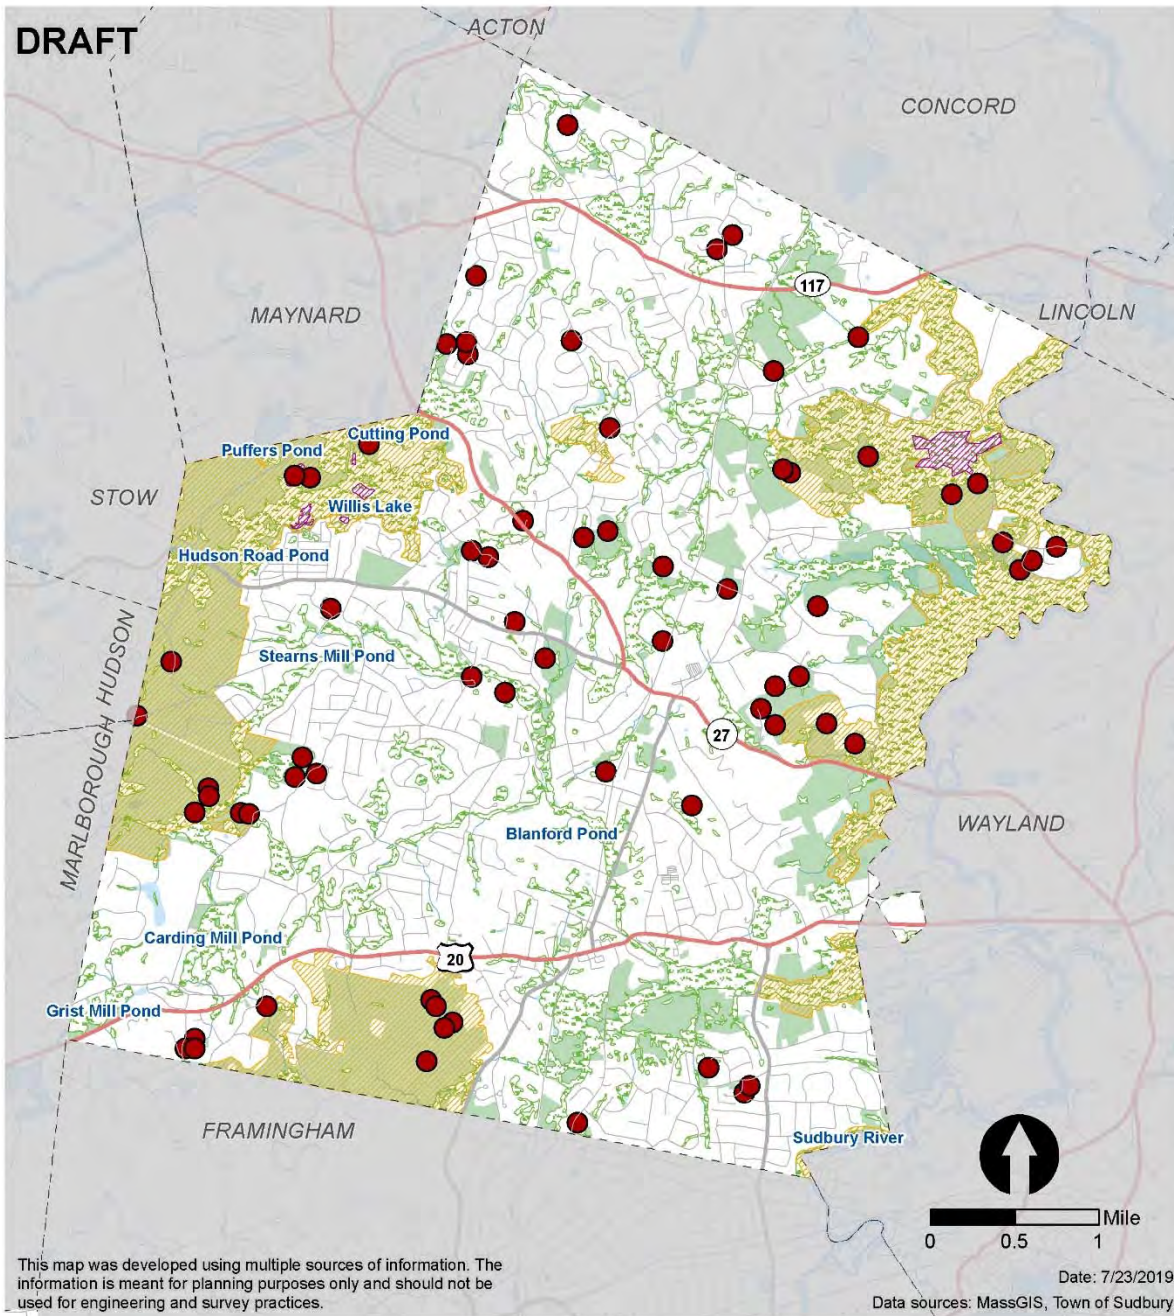 DRAFT
ACTON
CONCORD
117
LINCOLN
MAYNARD
Cutting Pond
Puffers Pond
STOW
Willis Lake
Hudson Road Pond
Stearns Mill Pond
MARLBOROUGH HUDSON
27
Blanford Pond
WAYLAND
Carding Mill Pond
20
Grist Mill Pond
FRAMINGHAM
Sudbury River
Mile
0 0.5 1
This map was developed using multiple sources of information. The
information is meant for planning purposes only and should not be
used for engineering and survey practices.
Date: 7/23/2019
Data sources: MassGIS, Town of Sudbury